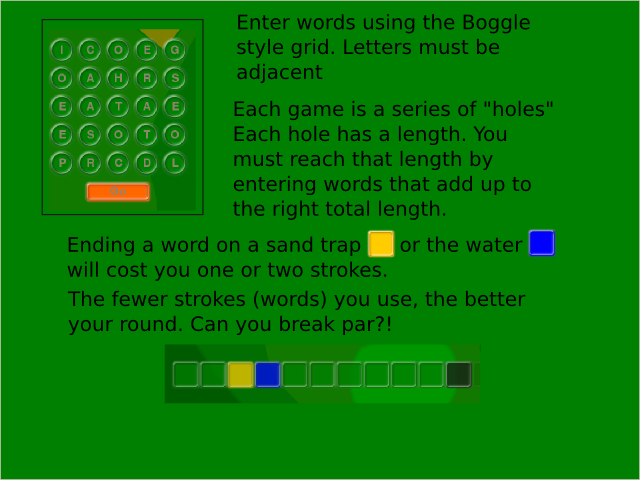 Enter words using the Boggle
style grid. Letters must be
adjacent
I C O E G
O A H R S
E A T A E
E S O T O
P R C D L
Each game is a series of "holes"
Each hole has a length. You
must reach that length by
entering words that add up to
the right total length.
Ending a word on a sand trap or the water
will cost you one or two strokes.
The fewer strokes (words) you use, the better
your round. Can you break par?!